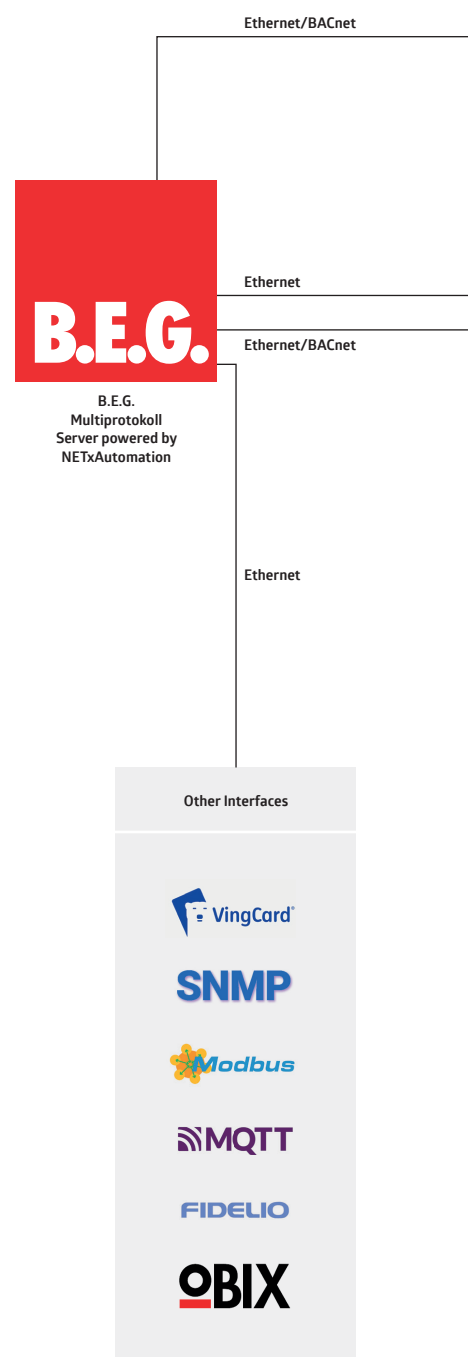 Ethernet/BACnet
B.E.G.
Ethernet
Ethernet/BACnet
B.E.G.
Multiprotokoll
Server powered by
NETxAutomation
Ethernet
Other Interfaces
VingCard®
SNMP
Modbus
MQTT
FIDELIO
OBIX